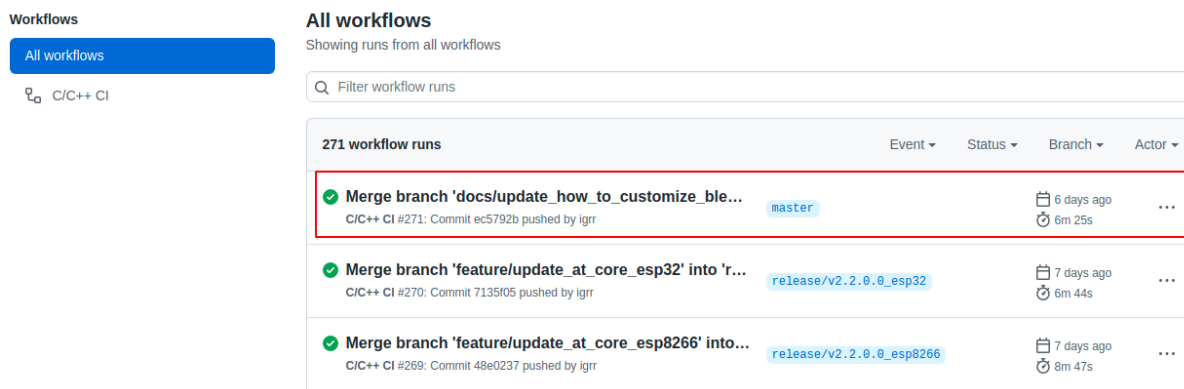 Workflows
All workflows
C/C++ CI
All workflows
Showing runs from all workflows
Filter workflow runs
271 workflow runs Event Status Branch Actor
Merge branch 'docs/update_how_to_customize_ble...
C/C++ CI #271: Commit ec5792b pushed by igrr
master
6 days ago
6m 25s
Merge branch 'feature/update_at_core_esp32' into 'r...
C/C++ CI #270: Commit 7135f05 pushed by igrr
release/v2.2.0.0_esp32
7 days ago
6m 44s
Merge branch 'feature/update_at_core_esp8266' into...
C/C++ CI #269: Commit 48e0237 pushed by igrr
release/v2.2.0.0_esp8266
7 days ago
8m 47s